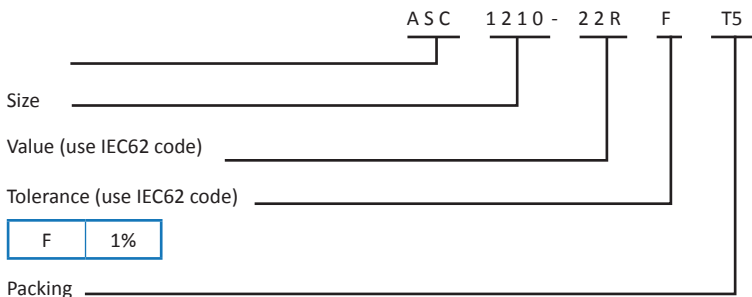 ASC 1210- 22R F T5
Size
Value (use IEC62 code)
Tolerance (use IEC62 code)
F 1%
Packing